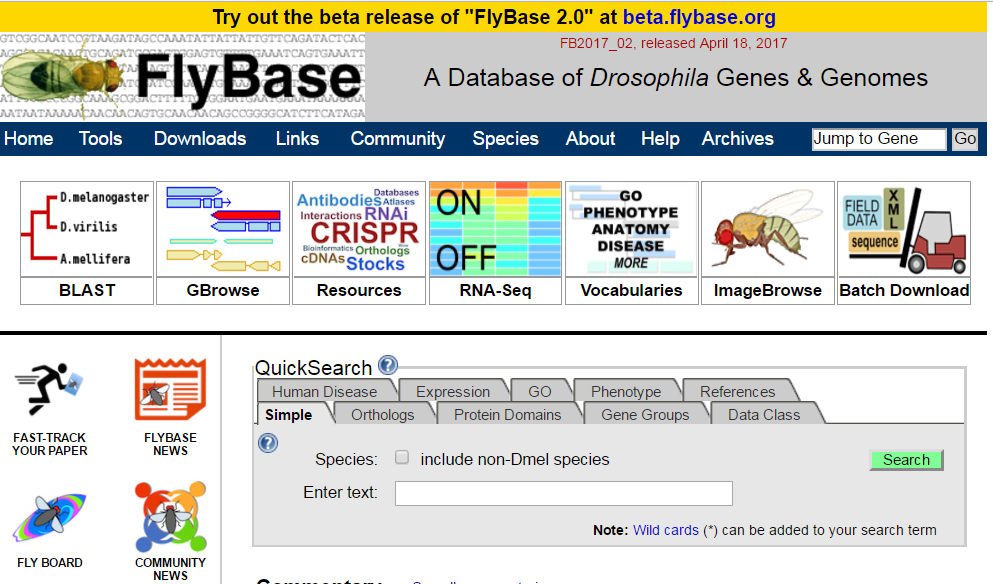 Try out the beta release of "FlyBase 2.0" at beta.flybase.org
FlyBase
FB2017_02, released April 18, 2017
A Database of Drosophila Genes & Genomes
Home Tools Downloads Links Community Species About Help Archives Jump to Gene Go
D.melanogaster
D.virilis
A.mellifera
BLAST
GBrowse
Databases
Antibodies Atlases
Interactions RNAi
CRISPR
Bioinformatics Orthologs
cDNAs Stocks
Resources
ON
OFF
RNA-Seq
GO
PHENOTYPE
ANATOMY
DISEASE
MORE
Vocabularies
ImageBrowse
FIELD
DATA
XML
sequence
Batch Download
FAST-TRACK
YOUR PAPER
FLYBASE
NEWS
FLY BOARD
COMMUNITY
NEWS
QuickSearch ?
Human Disease Expression GO Phenotype References
Simple Orthologs Protein Domains Gene Groups Data Class
?
Species: include non-Dmel species
Search
Enter text:
Note: Wild cards (*) can be added to your search term